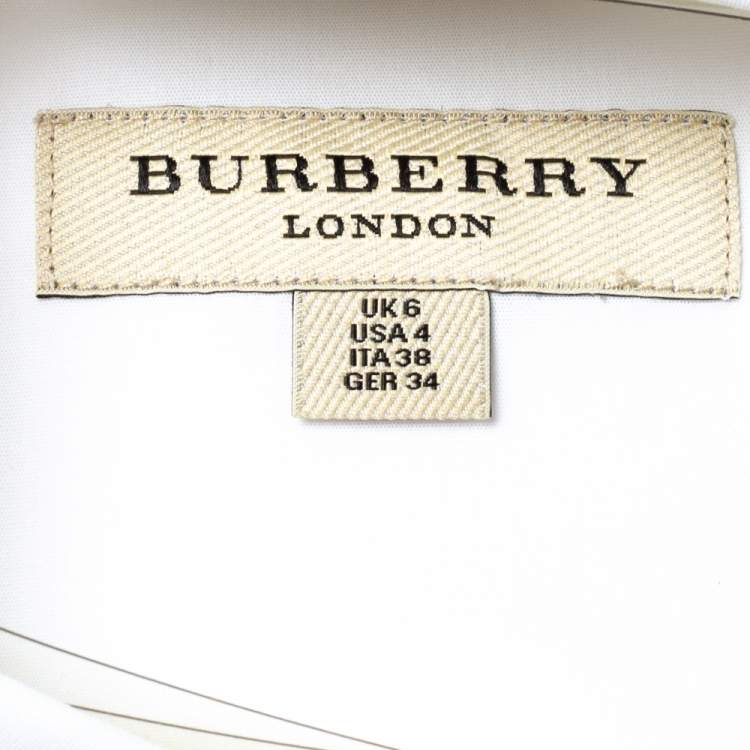 BURBERRY
LONDON
UK 6
USA 4
ITA 38
GER 34